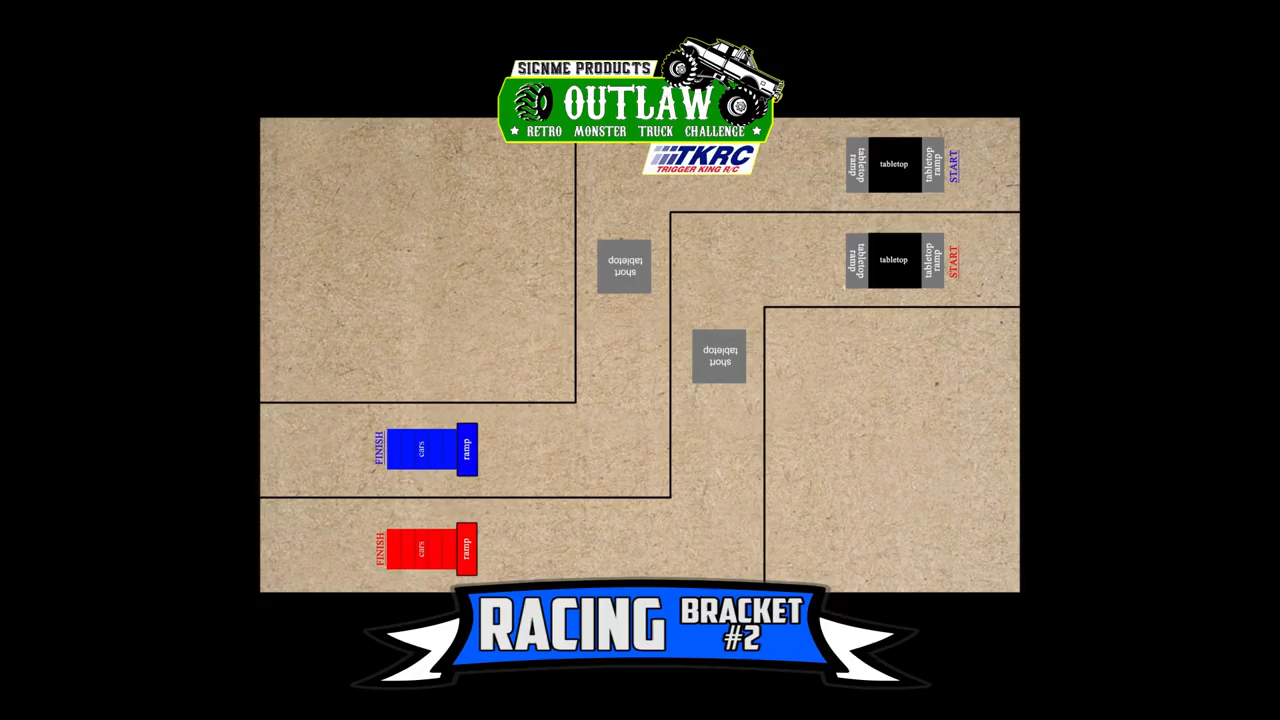 SIGNME PRODUCTS
OUTLAW
RETRO MONSTER TRUCK CHALLENGE
TKRC
TRIGGER KING R/C
tabletop
ramp
tabletop
tabletop
ramp
START
tabletop
ramp
tabletop
tabletop
ramp
START
short
tabletop
short
tabletop
FINISH
cars
ramp
FINISH
cars
ramp
RACING
BRACKET
#2